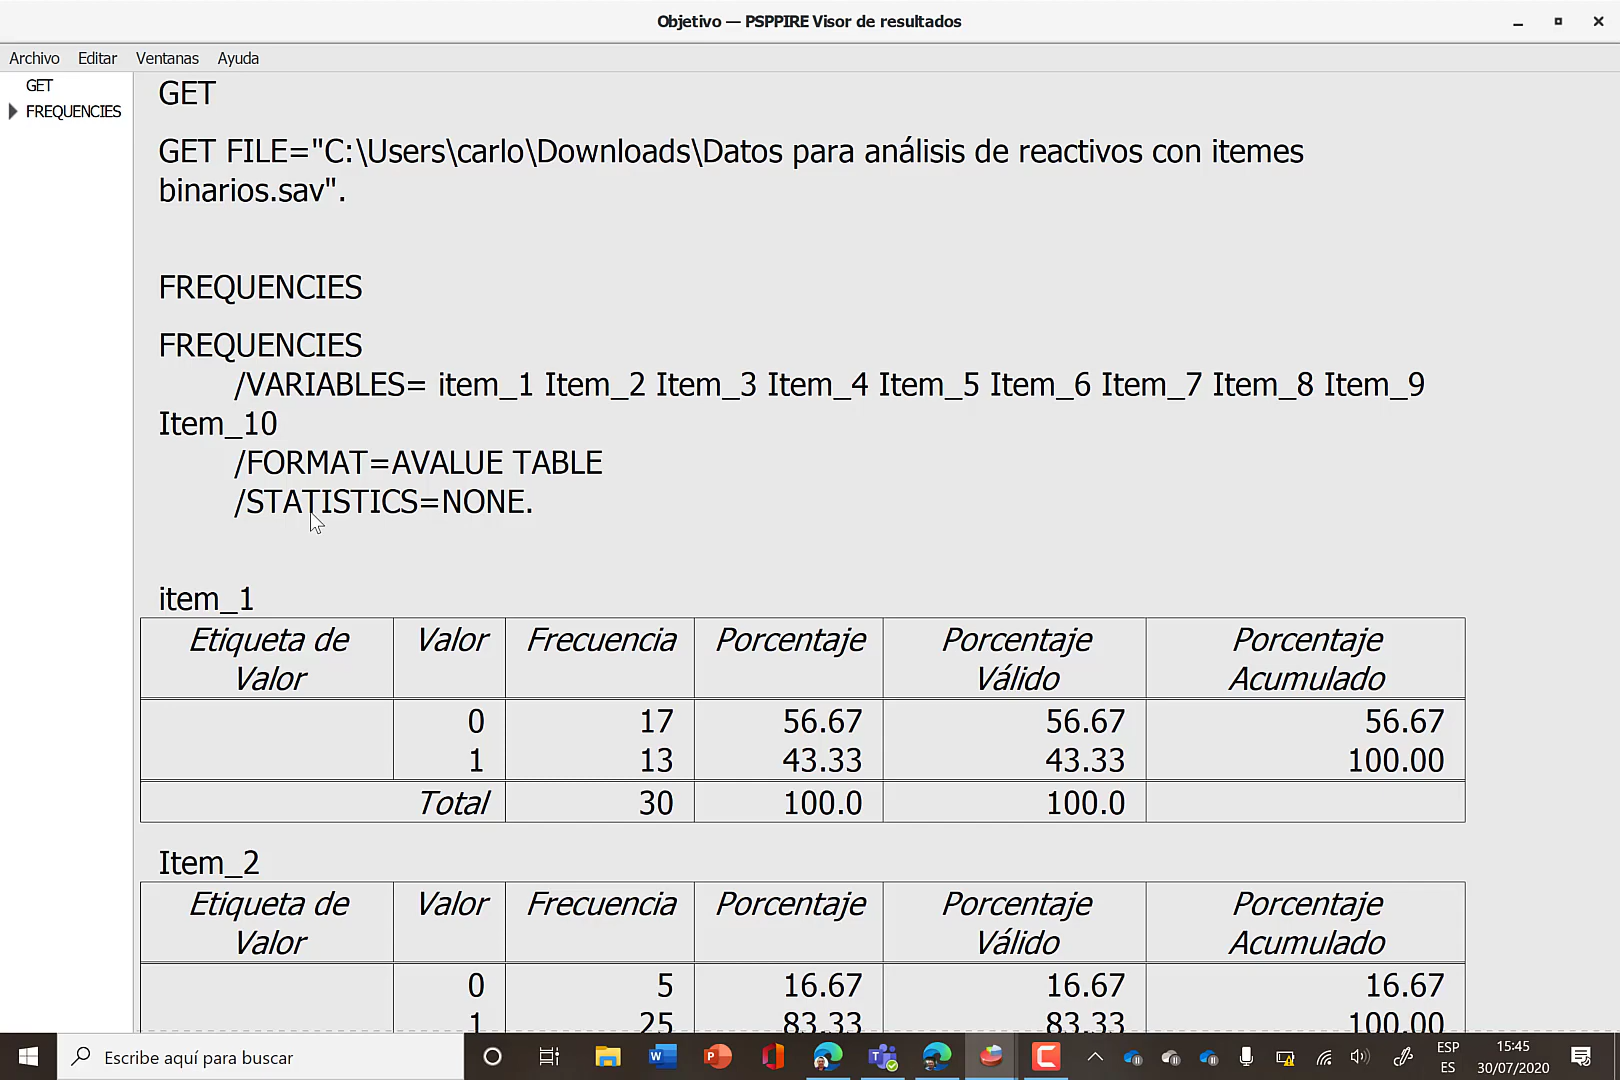 Objetivo — PSPPIRE Visor de resultados
Archivo Editar Ventanas Ayuda
GET
FREQUENCIES
GET
GET FILE="C:\Users\carlo\Downloads\Datos para análisis de reactivos con itemes
binarios.sav".
FREQUENCIES
FREQUENCIES
/VARIABLES= item_1 Item_2 Item_3 Item_4 Item_5 Item_6 Item_7 Item_8 Item_9
Item_10
/FORMAT=AVALUE TABLE
/STATISTICS=NONE.
item_1
Etiqueta de Valor Valor Frecuencia Porcentaje Porcentaje Válido Porcentaje Acumulado
0 17 56.67 56.67 56.67
1 13 43.33 43.33 100.00
Total 30 100.0 100.0
Item_2
Etiqueta de Valor Valor Frecuencia Porcentaje Porcentaje Válido Porcentaje Acumulado
0 5 16.67 16.67 16.67
1 25 83.33 83.33 100.00
Escribe aquí para buscar
ESP
ES
15:45
30/07/2020